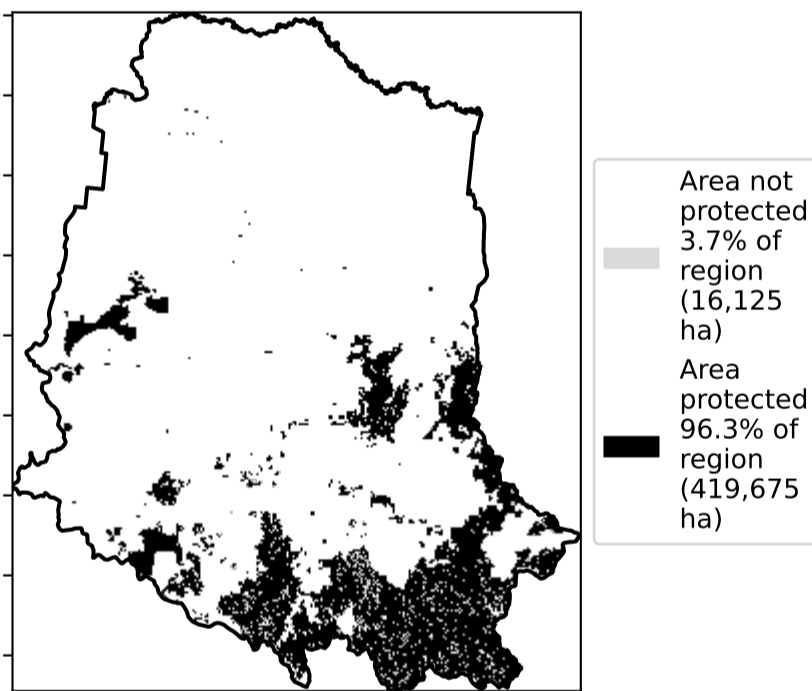 Area not
protected
3.7% of
region
(16,125
ha)
Area
protected
96.3% of
region
(419,675
ha)